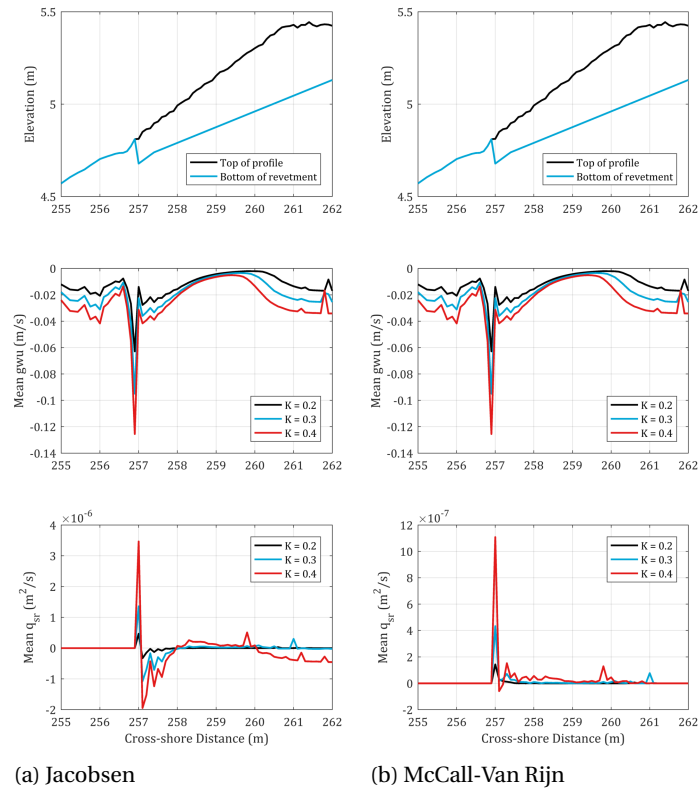 5.5
5
4.5
Elevation (m)
Top of profile
Bottom of revetment
255 256 257 258 259 260 261 262
5.5
5
4.5
Elevation (m)
Top of profile
Bottom of revetment
255 256 257 258 259 260 261 262
0
-0.02
-0.04
-0.06
-0.08
-0.1
-0.12
-0.14
Mean gwu (m/s)
K = 0.2
K = 0.3
K = 0.4
255 256 257 258 259 260 261 262
0
-0.02
-0.04
-0.06
-0.08
-0.1
-0.12
-0.14
Mean gwu (m/s)
K = 0.2
K = 0.3
K = 0.4
255 256 257 258 259 260 261 262
×10⁻⁶
4
3
2
1
0
-1
-2
Mean q_sr (m²/s)
K = 0.2
K = 0.3
K = 0.4
255 256 257 258 259 260 261 262
Cross-shore Distance (m)
×10⁻⁷
12
10
8
6
4
2
0
-2
Mean q_sr (m²/s)
K = 0.2
K = 0.3
K = 0.4
255 256 257 258 259 260 261 262
Cross-shore Distance (m)
(a) Jacobsen
(b) McCall-Van Rijn